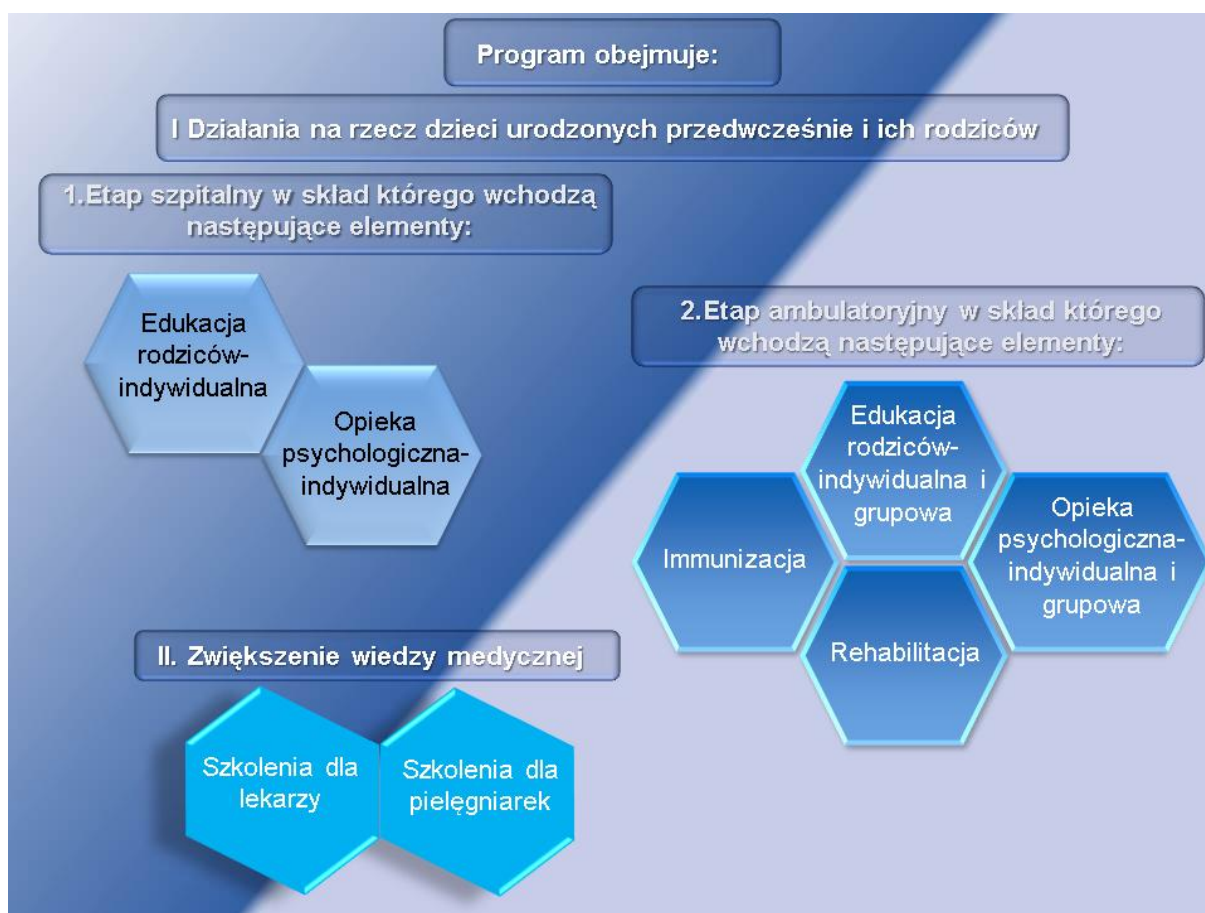 Program obejmuje:
I Działania na rzecz dzieci urodzonych przedwcześnie i ich rodziców
1.Etap szpitalny w skład którego wchodzą
następujące elementy:
Edukacja
rodziców-
indywidualna
Opieka
psychologiczna-
indywidualna
2.Etap ambulatoryjny w skład którego
wchodzą następujące elementy:
Edukacja
rodziców-
indywidualna i
grupowa
Immunizacja
Opieka
psychologiczna-
indywidualna i
grupowa
Rehabilitacja
II. Zwiększenie wiedzy medycznej
Szkolenia dla
lekarzy
Szkolenia dla
pielęgniarek